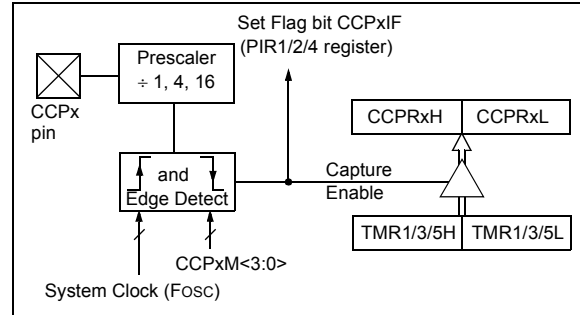 Set Flag bit CCPxIF
(PIR1/2/4 register)
Prescaler
÷ 1, 4, 16
CCPx
pin
CCPRxH
CCPRxL
and
Edge Detect
Capture
Enable
TMR1/3/5H
TMR1/3/5L
CCPxM<3:0>
System Clock (FOSC)